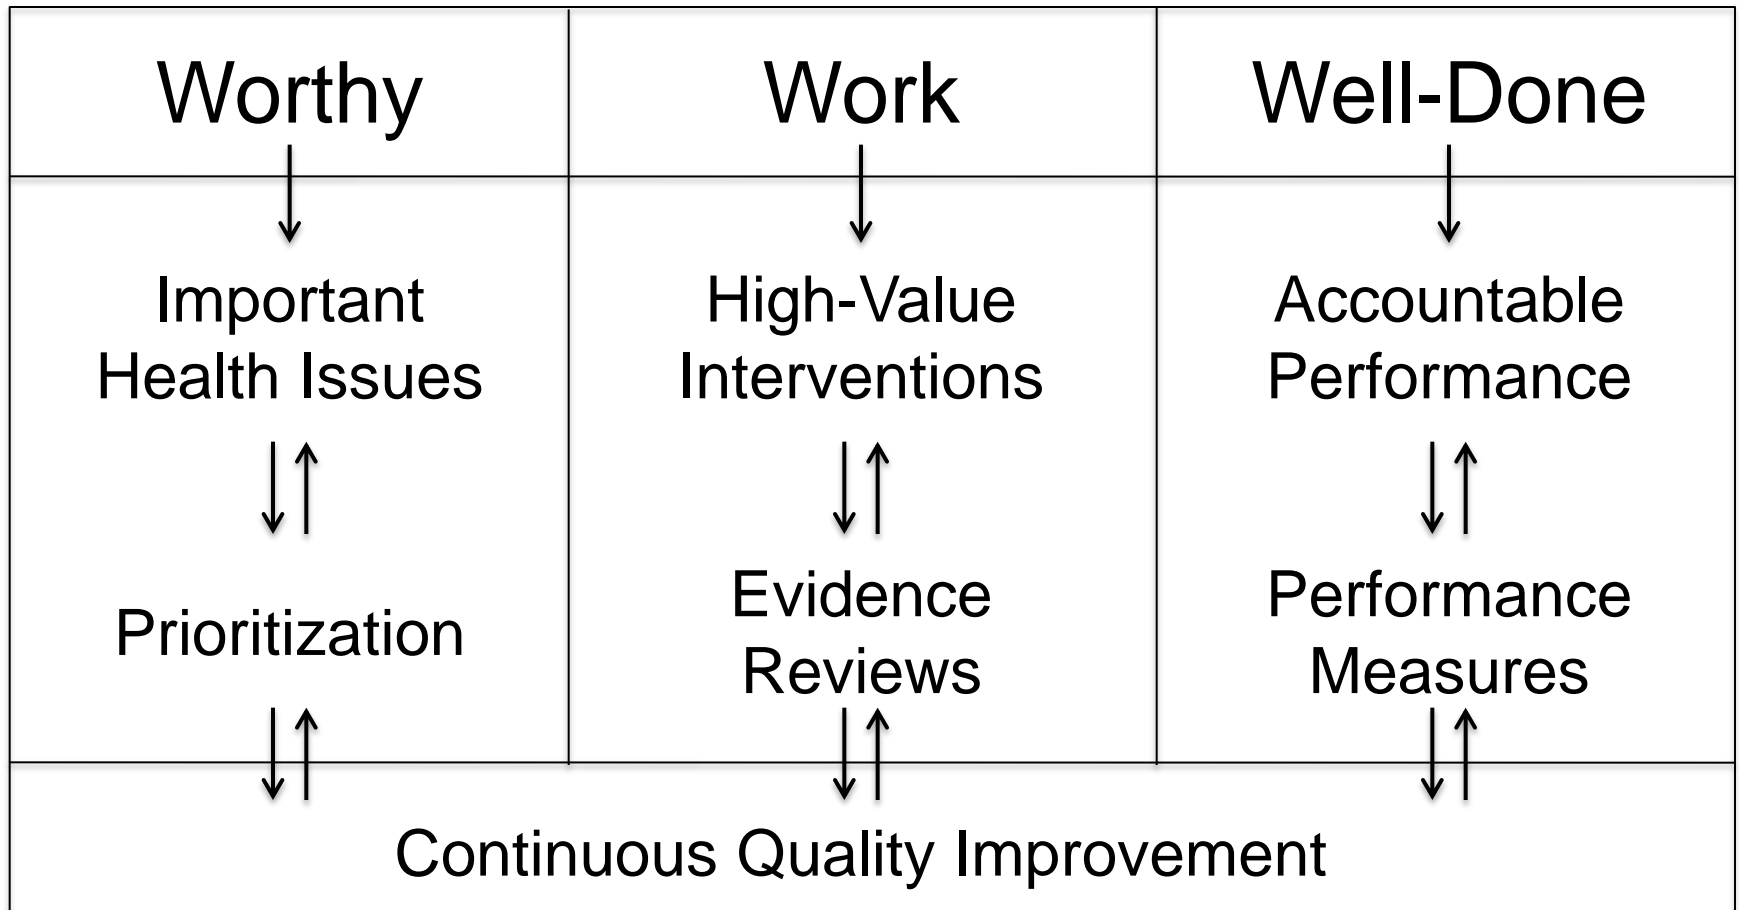 Worthy
Work
Well-Done
Important
Health Issues
High-Value
Interventions
Accountable
Performance
Prioritization
Evidence
Reviews
Performance
Measures
Continuous Quality Improvement